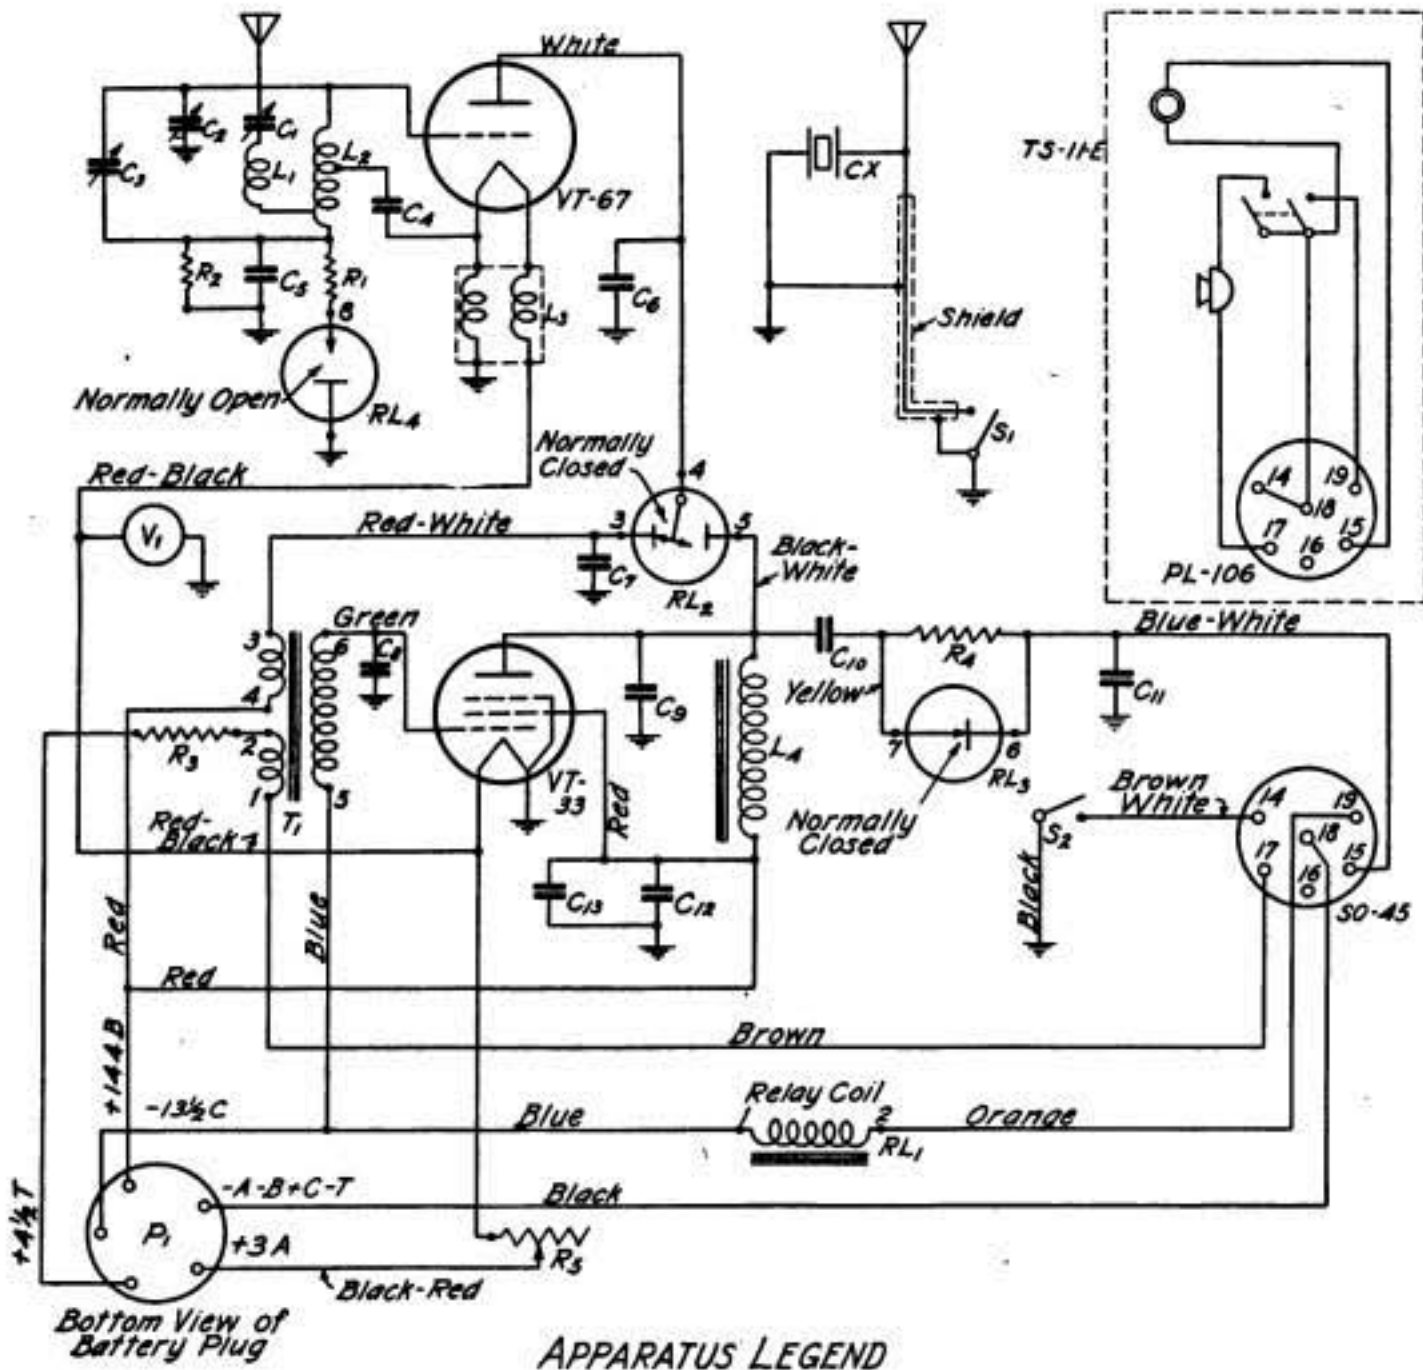 White
C2
C1
L2
C3
L1
C4
VT-67
CX
TS-11-E
R2
C5
R1
L3
C6
8
Shield
Normally Open
RL4
S1
Normally
Closed
4
Red-Black
14
19
18
17
15
16
V1
Red-White
3
5
Black-
White
PL-106
C7
RL2
Green
3
6
C8
Blue-White
C10
R4
4
Yellow
C9
C11
R3
2
L4
7
6
VT-
33
RL3
Brown
White
1
T1
5
Red
Red-
Black
Normally
Closed
S2
14
19
18
17
15
16
SO-45
C13
C12
Black
Red
Blue
Red
Brown
+144B
Relay Coil
-13½C
Blue
1
2
Orange
RL1
-A-B+C-T
Black
+4½T
P1
+3A
R5
Black-Red
Bottom View of
Battery Plug
APPARATUS LEGEND